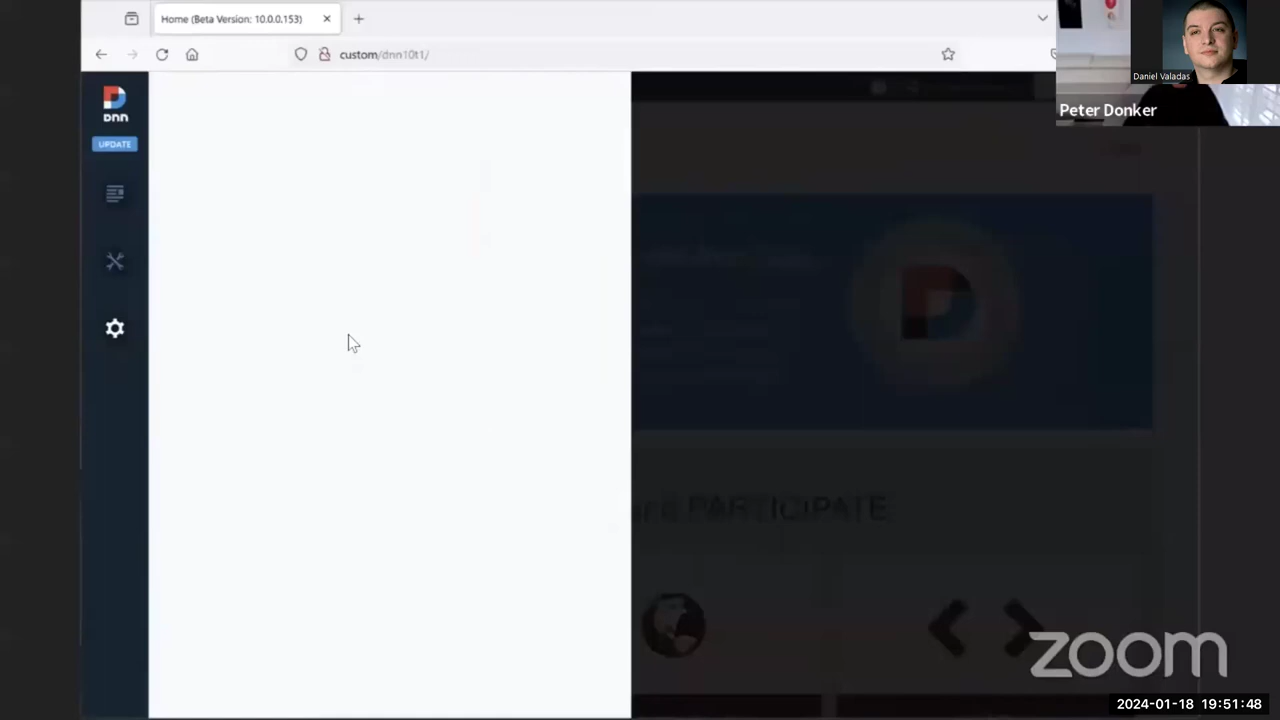 Home (Beta Version: 10.0.0.153)
custom/dnn10t1/
Daniel Valadas
Peter Donker
DNN
UPDATE
PARTICIPATE
zoom
2024-01-18 19:51:48